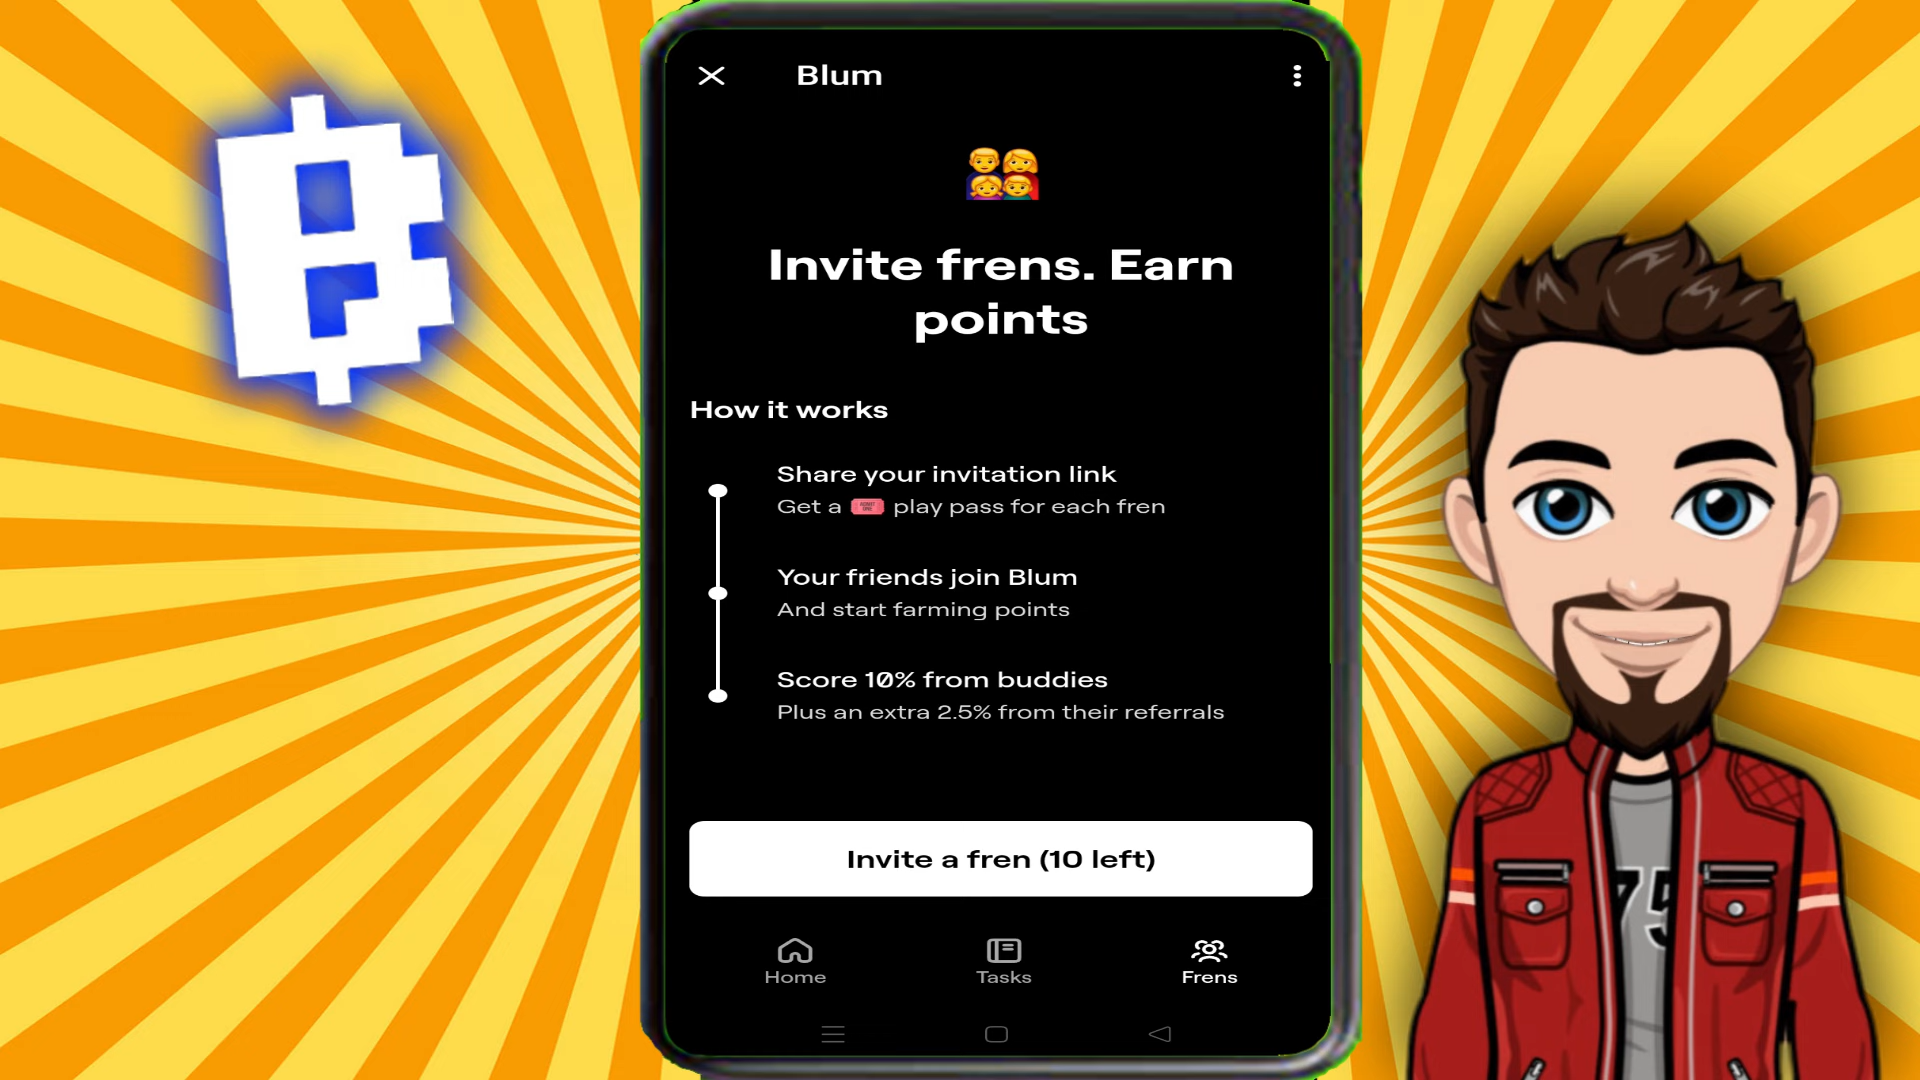 Blum
Invite frens. Earn
points
How it works
Share your invitation link
Get a play pass for each fren
Your friends join Blum
And start farming points
Score 10% from buddies
Plus an extra 2.5% from their referrals
Invite a fren (10 left)
Home
Tasks
Frens
75